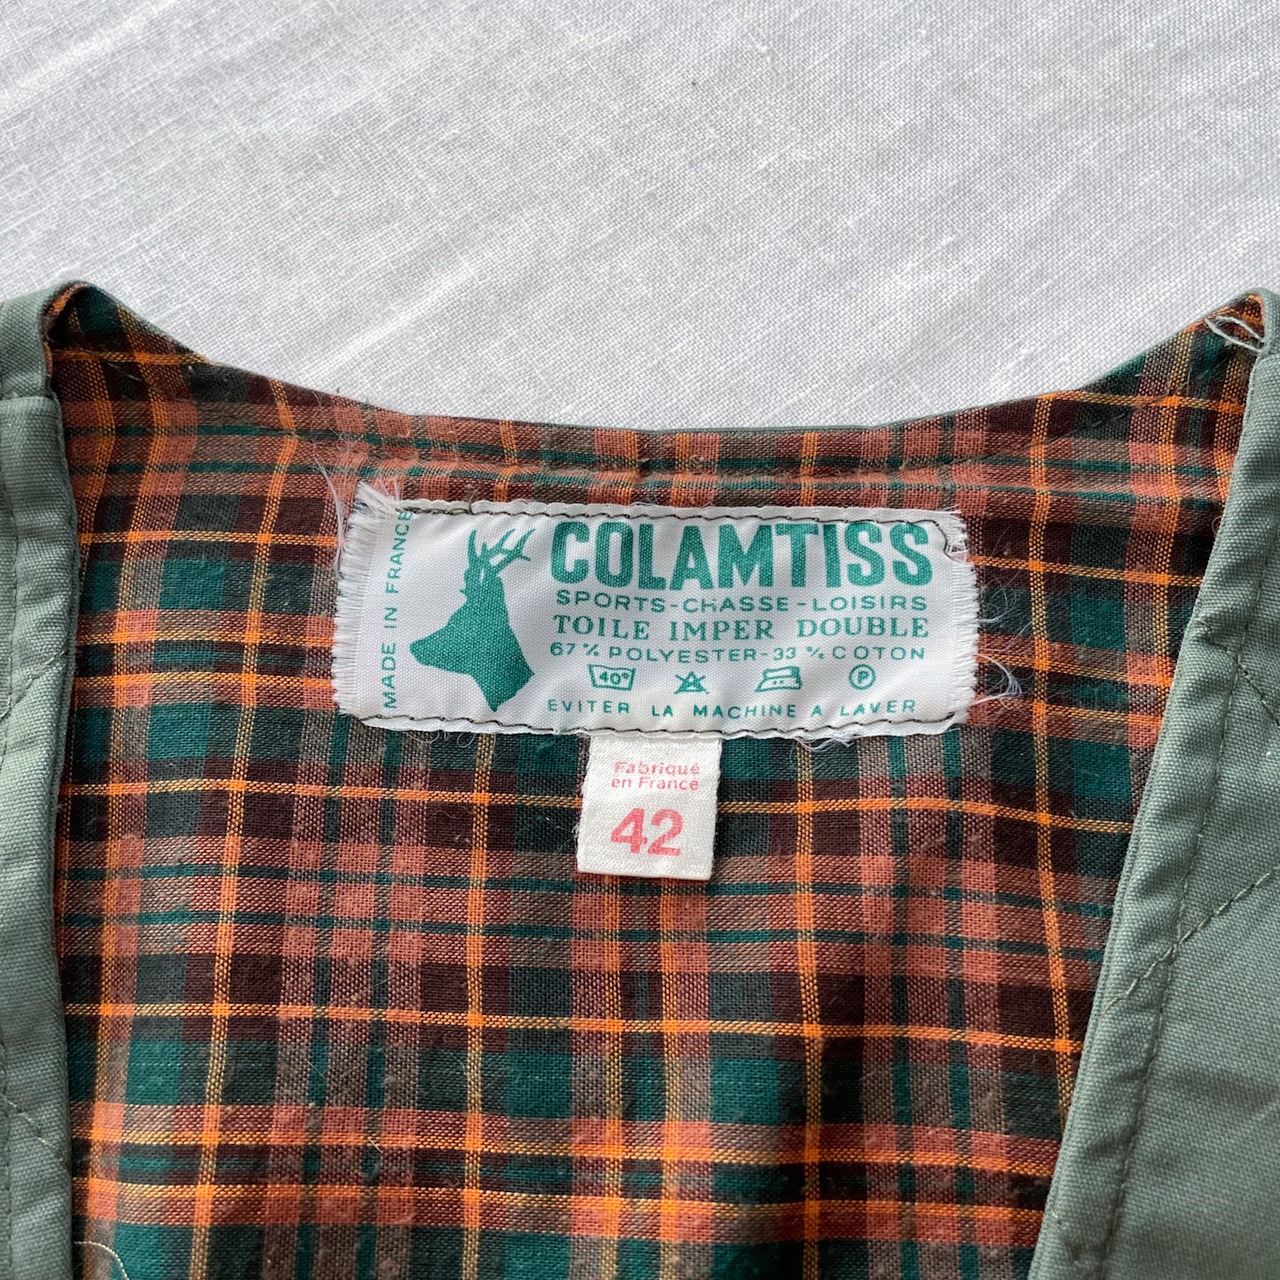 MADE IN FRANCE
COLAMTISS
SPORTS-CHASSE-LOISIRS
TOILE IMPER DOUBLE
67 % POLYESTER-33 % COTON
40° P
EVITER LA MACHINE A LAVER
Fabriqué
en France
42